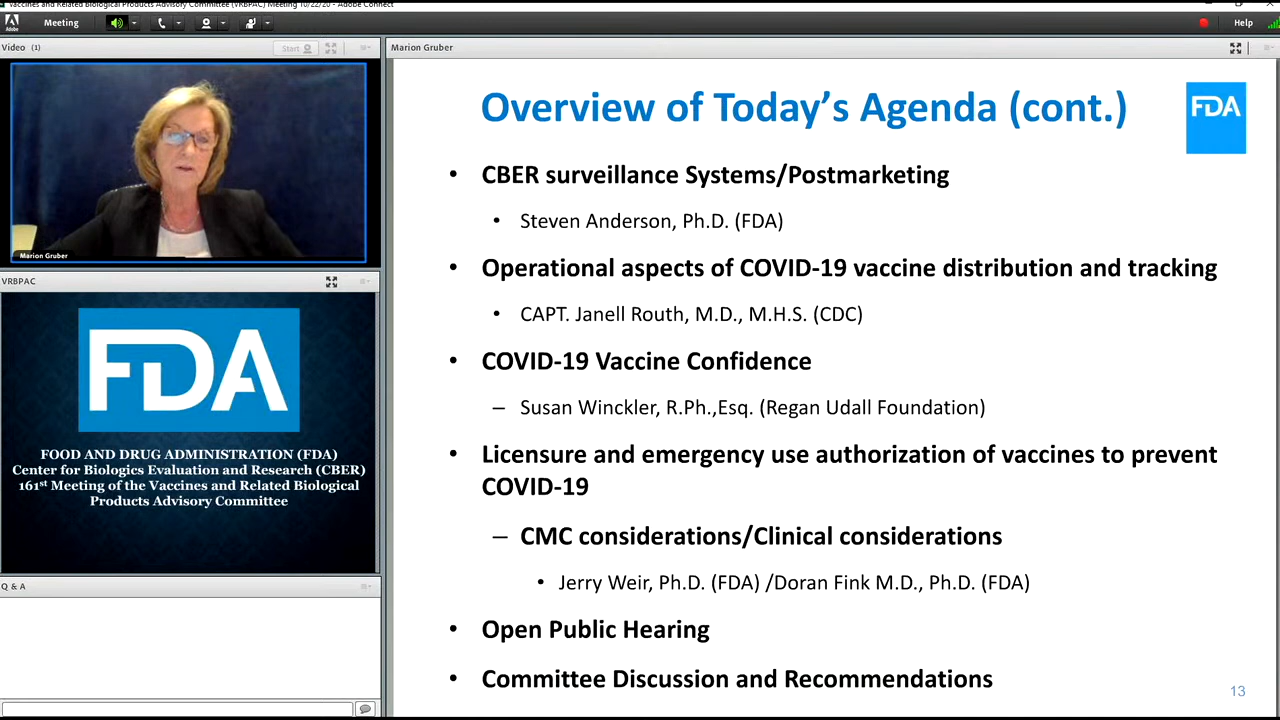 Vaccines and Related Biological Products Advisory Committee (VRBPAC) Meeting 10/22/20 - Adobe Connect
Adobe
Meeting
Help
Video (1)
Start
Marion Gruber
Marion Gruber
VRBPAC
FDA
FOOD AND DRUG ADMINISTRATION (FDA)
Center for Biologics Evaluation and Research (CBER)
161st Meeting of the Vaccines and Related Biological
Products Advisory Committee
Q & A
Overview of Today's Agenda (cont.)
FDA
• CBER surveillance Systems/Postmarketing
• Steven Anderson, Ph.D. (FDA)
• Operational aspects of COVID-19 vaccine distribution and tracking
• CAPT. Janell Routh, M.D., M.H.S. (CDC)
• COVID-19 Vaccine Confidence
– Susan Winckler, R.Ph.,Esq. (Regan Udall Foundation)
• Licensure and emergency use authorization of vaccines to prevent
COVID-19
– CMC considerations/Clinical considerations
• Jerry Weir, Ph.D. (FDA) /Doran Fink M.D., Ph.D. (FDA)
• Open Public Hearing
• Committee Discussion and Recommendations
13